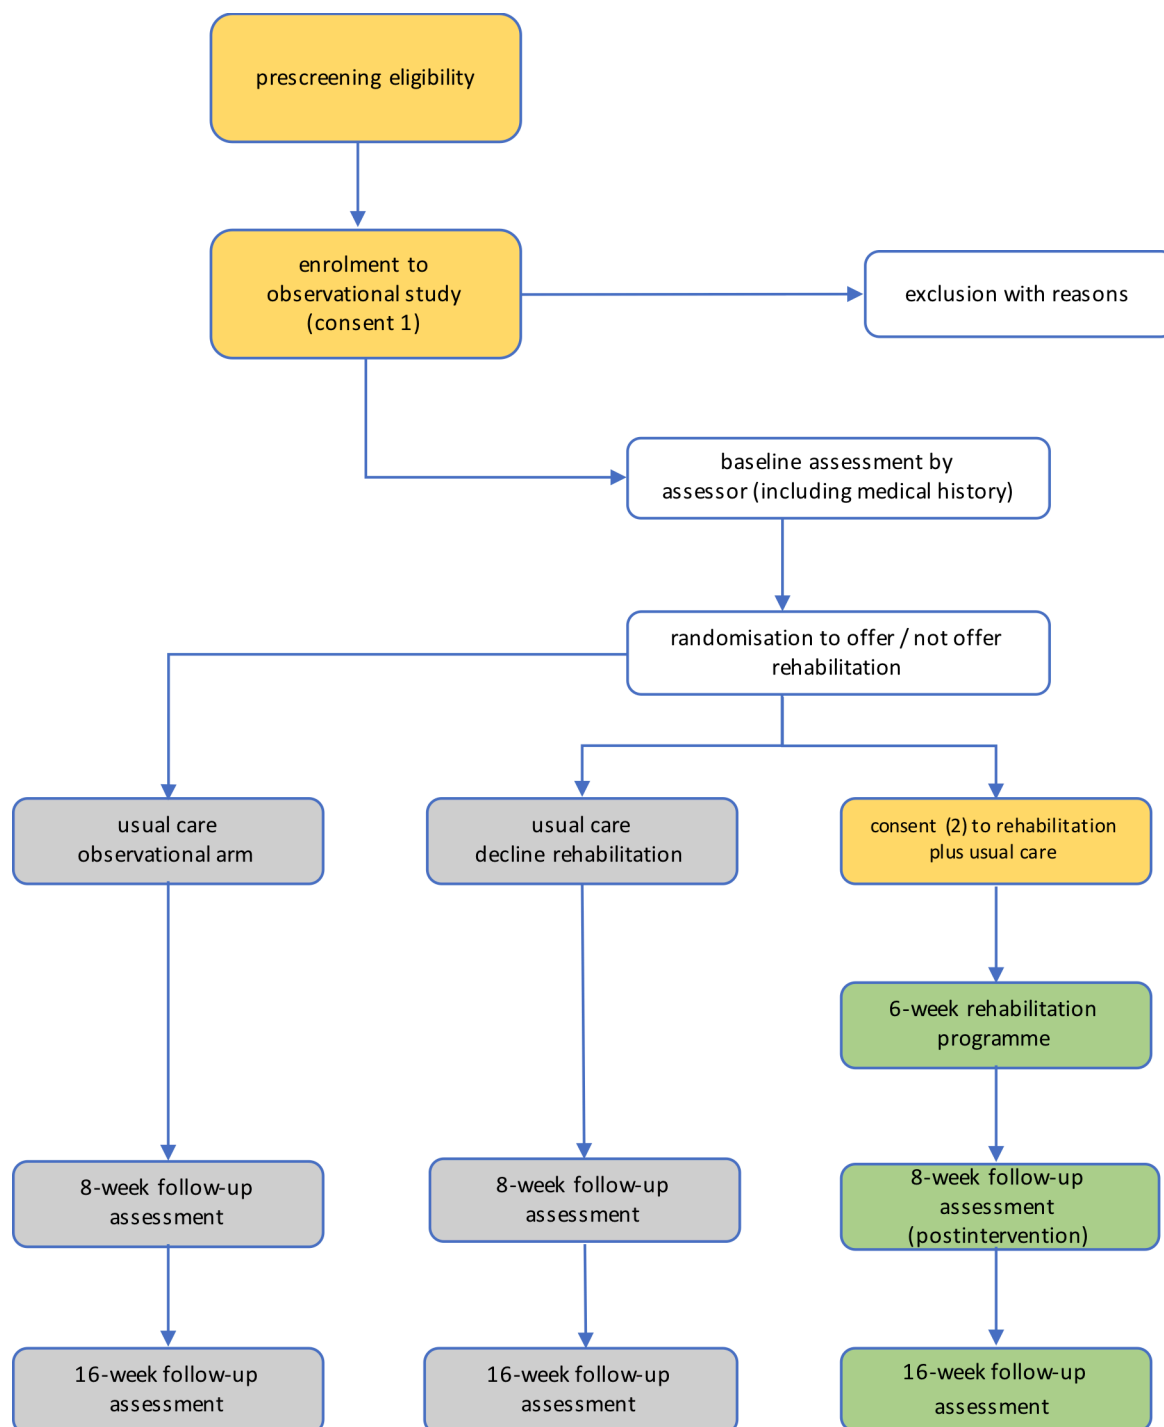 prescreening eligibility
enrolment to
observational study
(consent 1)
exclusion with reasons
baseline assessment by
assessor (including medical history)
randomisation to offer / not offer
rehabilitation
usual care
observational arm
usual care
decline rehabilitation
consent (2) to rehabilitation
plus usual care
6-week rehabilitation
programme
8-week follow-up
assessment
8-week follow-up
assessment
8-week follow-up
assessment
(postintervention)
16-week follow-up
assessment
16-week follow-up
assessment
16-week follow-up
assessment